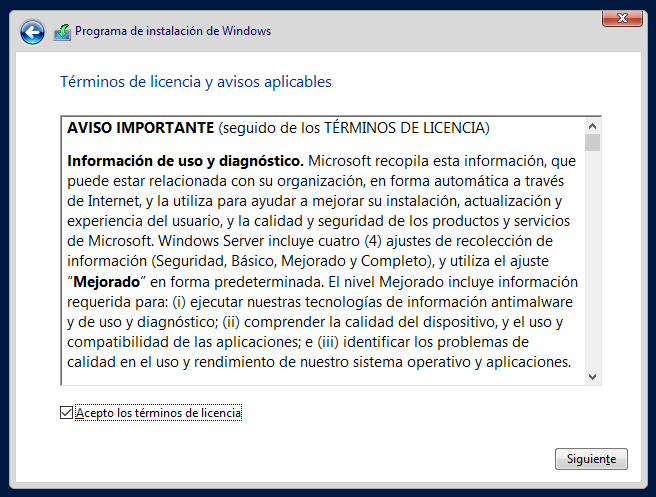 Programa de instalación de Windows
Términos de licencia y avisos aplicables
AVISO IMPORTANTE (seguido de los TÉRMINOS DE LICENCIA)
Información de uso y diagnóstico. Microsoft recopila esta información, que
puede estar relacionada con su organización, en forma automática a través
de Internet, y la utiliza para ayudar a mejorar su instalación, actualización y
experiencia del usuario, y la calidad y seguridad de los productos y servicios
de Microsoft. Windows Server incluye cuatro (4) ajustes de recolección de
información (Seguridad, Básico, Mejorado y Completo), y utiliza el ajuste
“Mejorado” en forma predeterminada. El nivel Mejorado incluye información
requerida para: (i) ejecutar nuestras tecnologías de información antimalware
y de uso y diagnóstico; (ii) comprender la calidad del dispositivo, y el uso y
compatibilidad de las aplicaciones; e (iii) identificar los problemas de
calidad en el uso y rendimiento de nuestro sistema operativo y aplicaciones.
Acepto los términos de licencia
Siguiente